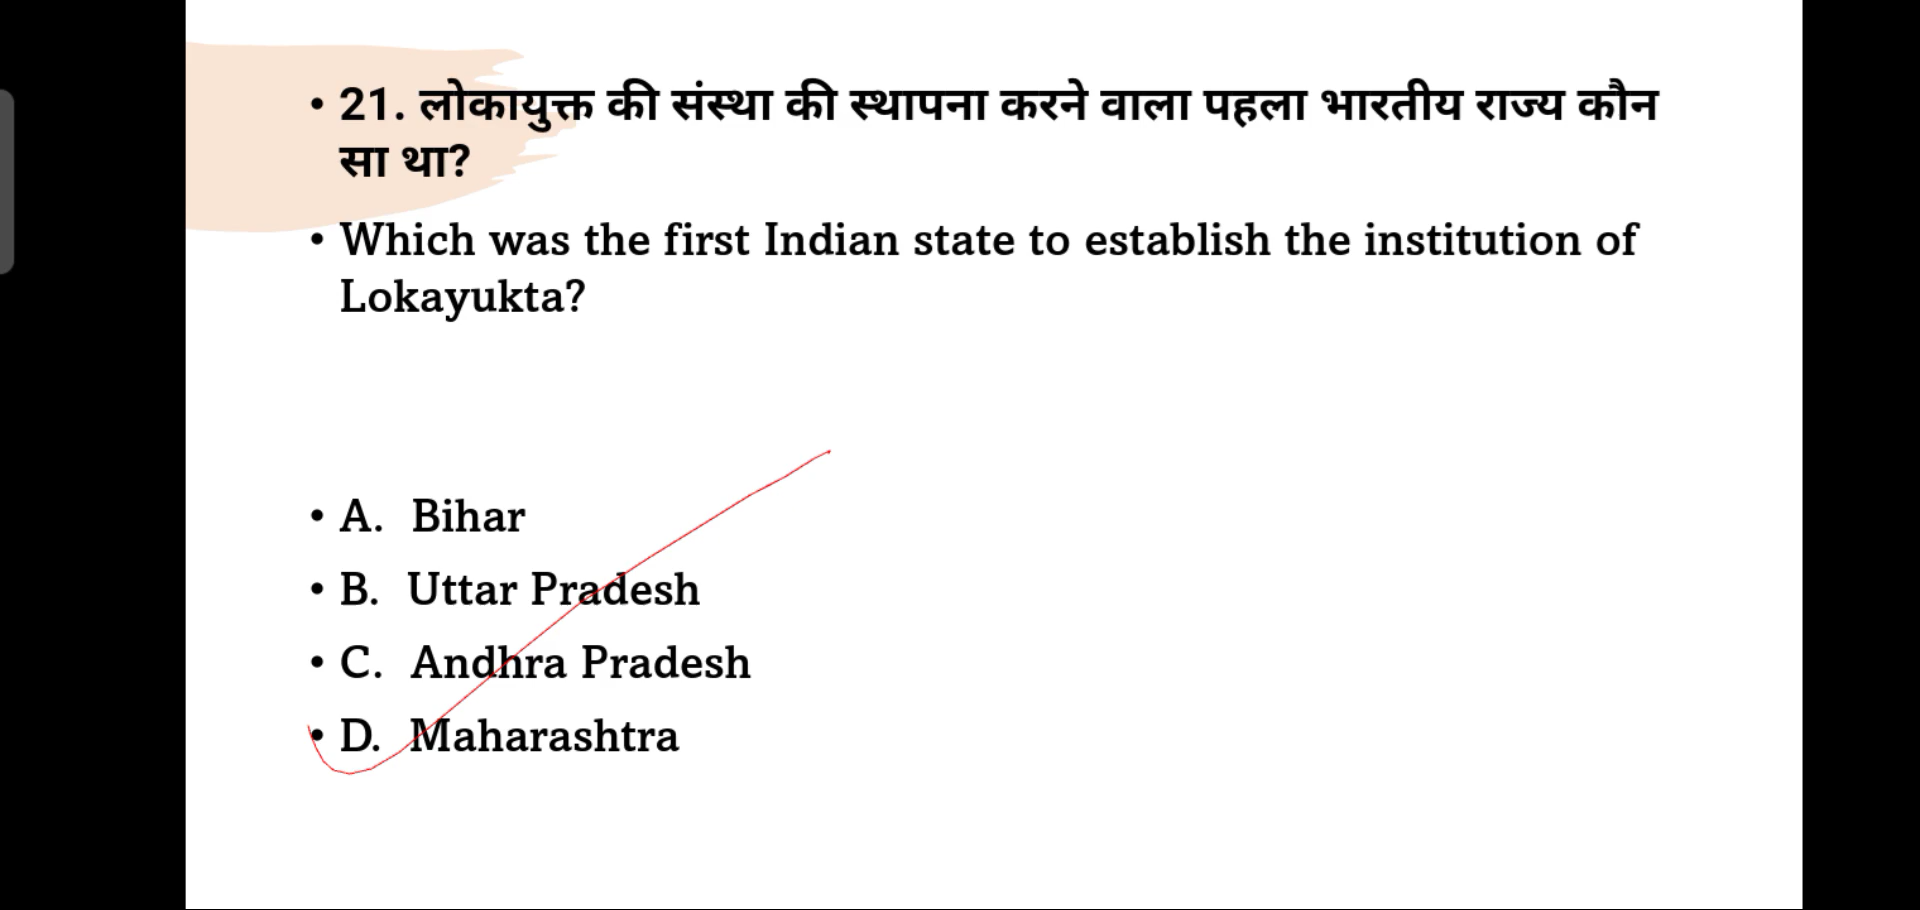 • 21. लोकायुक्त की संस्था की स्थापना करने वाला पहला भारतीय राज्य कौन
सा था?
• Which was the first Indian state to establish the institution of
Lokayukta?
• A. Bihar
• B. Uttar Pradesh
• C. Andhra Pradesh
• D. Maharashtra